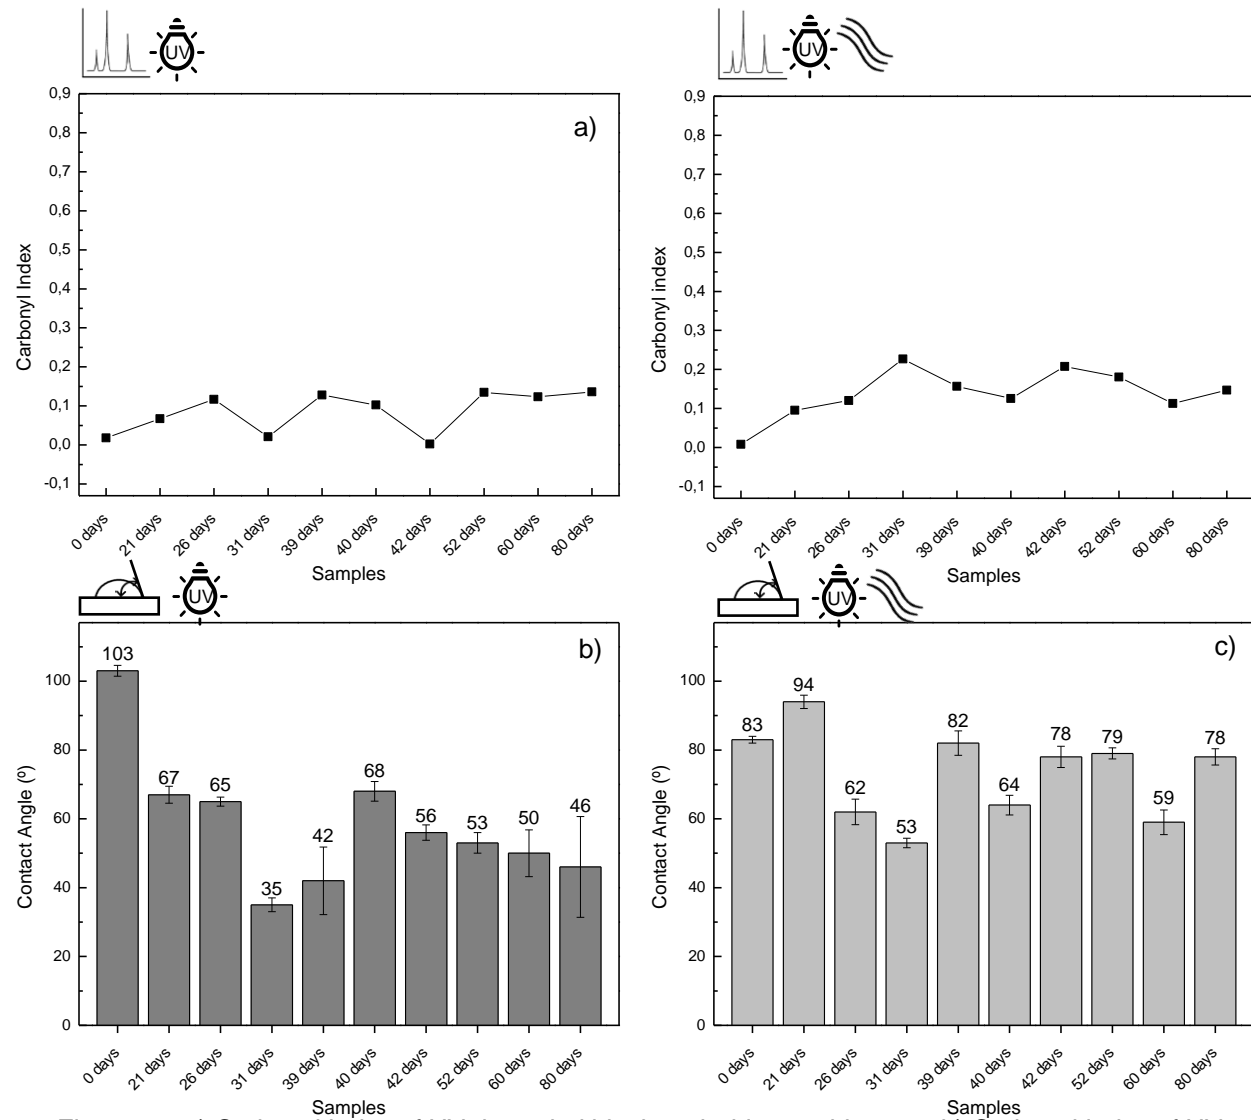 UV
UV
0,9
0,8
0,7
0,6
0,5
0,4
0,3
0,2
0,1
0,0
-0,1
Carbonyl Index
a)
0 days
21 days
26 days
31 days
39 days
40 days
42 days
52 days
60 days
80 days
Samples
0,9
0,8
0,7
0,6
0,5
0,4
0,3
0,2
0,1
0,0
-0,1
Carbonyl index
0 days
21 days
26 days
31 days
39 days
40 days
42 days
52 days
60 days
80 days
Samples
UV
UV
b)
100
80
60
40
20
0
Contact Angle (º)
103
67
65
35
42
68
56
53
50
46
0 days
21 days
26 days
31 days
39 days
40 days
42 days
52 days
60 days
80 days
Samples
c)
100
80
60
40
20
0
Contact Angle (º)
83
94
62
53
82
64
78
79
59
78
0 days
21 days
26 days
31 days
39 days
40 days
42 days
52 days
60 days
80 days
Samples